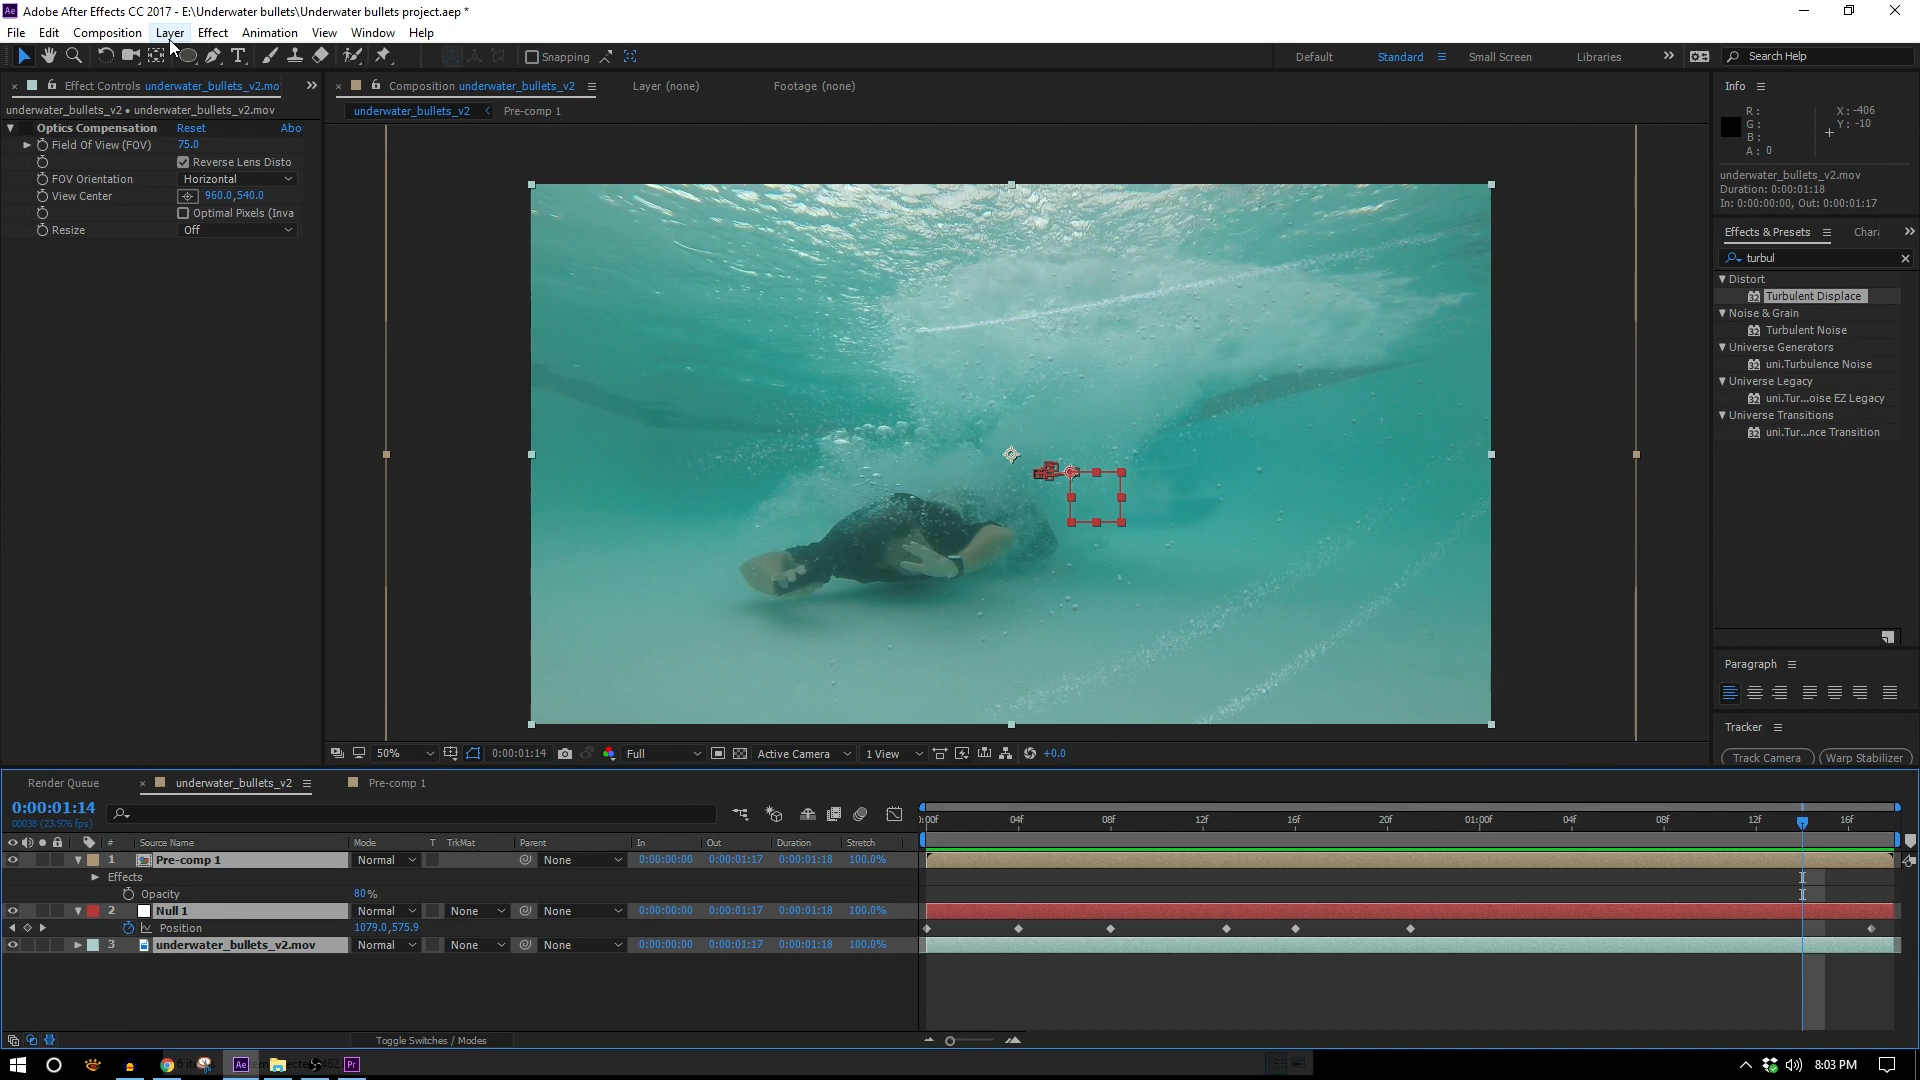 Adobe After Effects CC 2017 - E:\Underwater bullets\Underwater bullets project.aep *
File Edit Composition Layer Effect Animation View Window Help
Snapping Default Standard Small Screen Libraries Search Help
Effect Controls underwater_bullets_v2.mo
Composition underwater_bullets_v2 Layer (none) Footage (none)
Info
underwater_bullets_v2 • underwater_bullets_v2.mov
underwater_bullets_v2 Pre-comp 1
Optics Compensation Reset Abo
Field Of View (FOV) 75.0
Reverse Lens Disto
FOV Orientation Horizontal
View Center 960.0,540.0
Optimal Pixels (Inva
Resize Off
R: X: -406
G: Y: -10
B:
A: 0
underwater_bullets_v2.mov
Duration: 0:00:01:18
In: 0:00:00:00, Out: 0:00:01:17
Effects & Presets Char
turbul
Distort
Turbulent Displace
Noise & Grain
Turbulent Noise
Universe Generators
uni.Turbulence Noise
Universe Legacy
uni.Tur...oise EZ Legacy
Universe Transitions
uni.Tur...nce Transition
Paragraph
Tracker
Track Camera Warp Stabilizer
50% 0:00:01:14 Full Active Camera 1 View +0.0
Render Queue underwater_bullets_v2 Pre-comp 1
0:00:01:14
00038 (23.976 fps)
:00f 04f 08f 12f 16f 20f 01:00f 04f 08f 12f 16f
# Source Name Mode T TrkMat Parent In Out Duration Stretch
1 Pre-comp 1 Normal None 0:00:00:00 0:00:01:17 0:00:01:18 100.0%
Effects
Opacity 80%
2 Null 1 Normal None None 0:00:00:00 0:00:01:17 0:00:01:18 100.0%
Position 1079.0,575.9
3 underwater_bullets_v2.mov Normal None None 0:00:00:00 0:00:01:17 0:00:01:18 100.0%
Toggle Switches / Modes
Ae Pr 8:03 PM